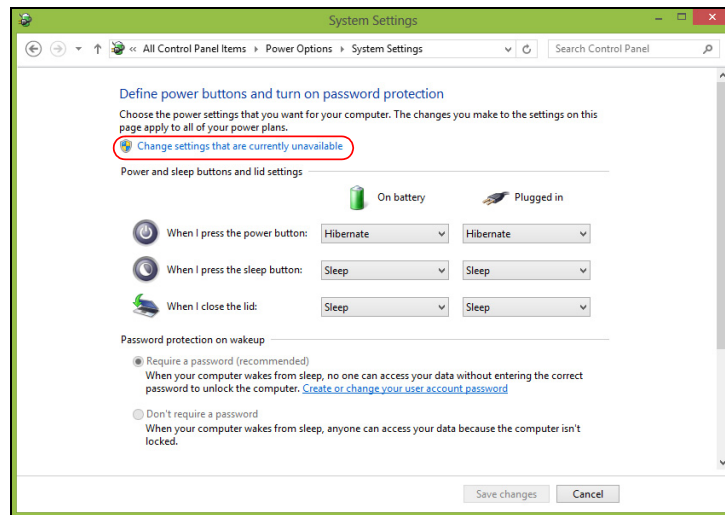 System Settings
« All Control Panel Items ▸ Power Options ▸ System Settings
Search Control Panel
Define power buttons and turn on password protection
Choose the power settings that you want for your computer. The changes you make to the settings on this
page apply to all of your power plans.
Change settings that are currently unavailable
Power and sleep buttons and lid settings
On battery Plugged in
When I press the power button: Hibernate Hibernate
When I press the sleep button: Sleep Sleep
When I close the lid: Sleep Sleep
Password protection on wakeup
Require a password (recommended)
When your computer wakes from sleep, no one can access your data without entering the correct
password to unlock the computer. Create or change your user account password
Don't require a password
When your computer wakes from sleep, anyone can access your data because the computer isn't
locked.
Save changes Cancel